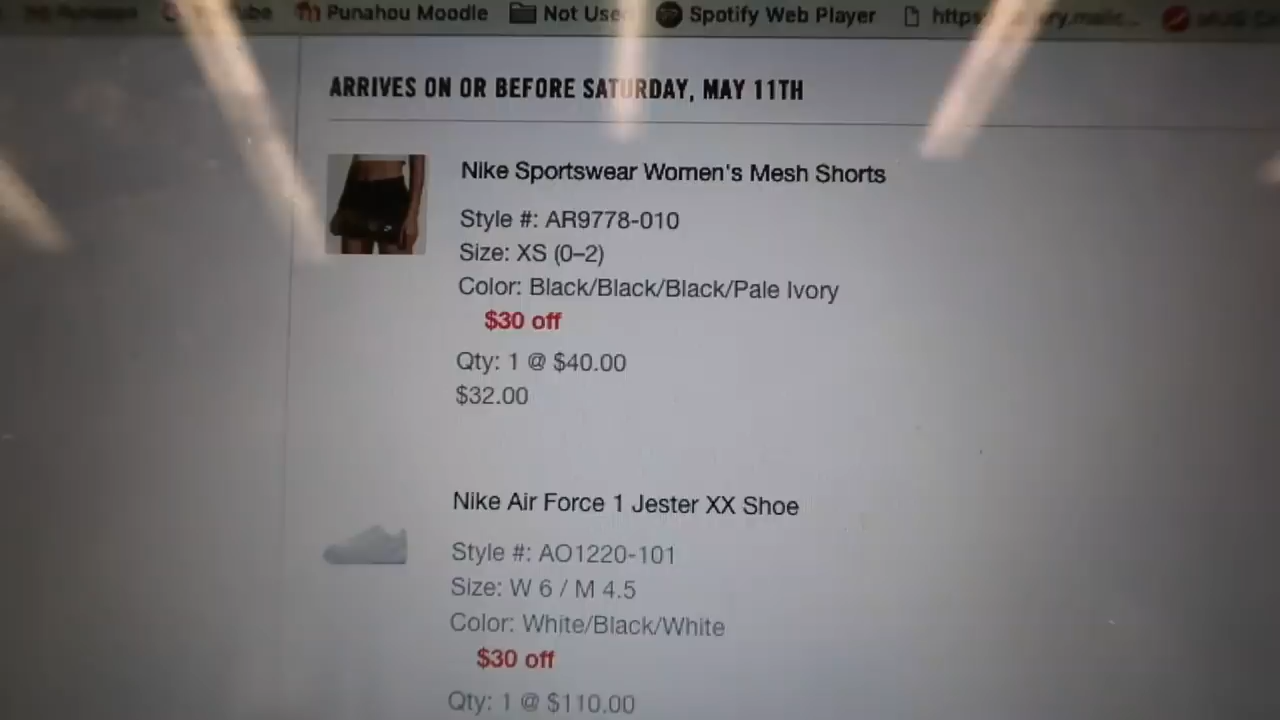 Punahou Moodle Not Use Spotify Web Player https
ARRIVES ON OR BEFORE SATURDAY, MAY 11TH
Nike Sportswear Women's Mesh Shorts
Style #: AR9778-010
Size: XS (0–2)
Color: Black/Black/Black/Pale Ivory
$30 off
Qty: 1 @ $40.00
$32.00
Nike Air Force 1 Jester XX Shoe
Style #: AO1220-101
Size: W 6 / M 4.5
Color: White/Black/White
$30 off
Qty: 1 @ $110.00